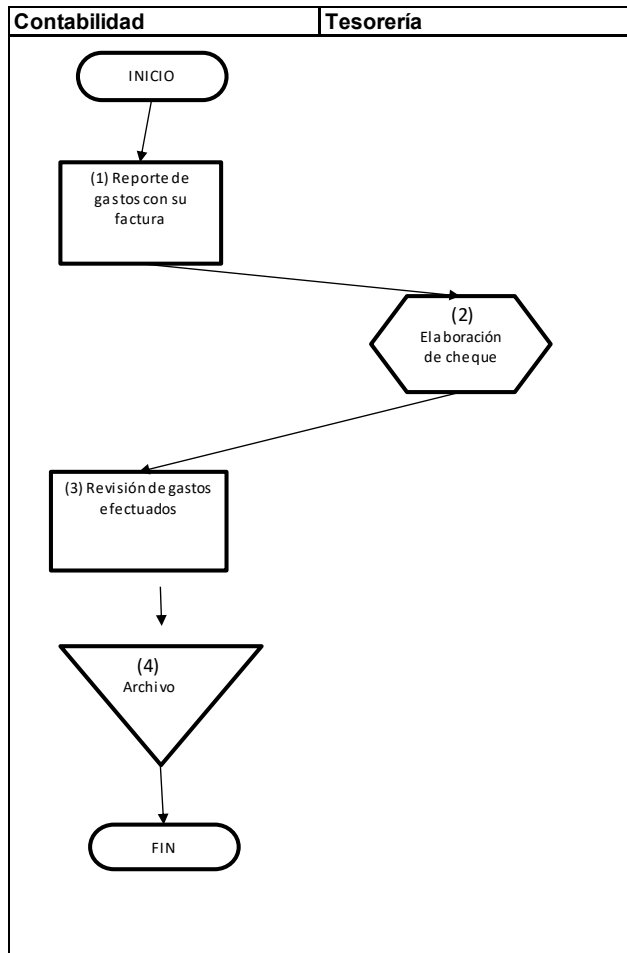 Contabilidad
Tesorería
INICIO
(1) Reporte de
gastos con su
factura
(2)
Elaboración
de cheque
(3) Revisión de gastos
efectuados
(4)
Archivo
FIN